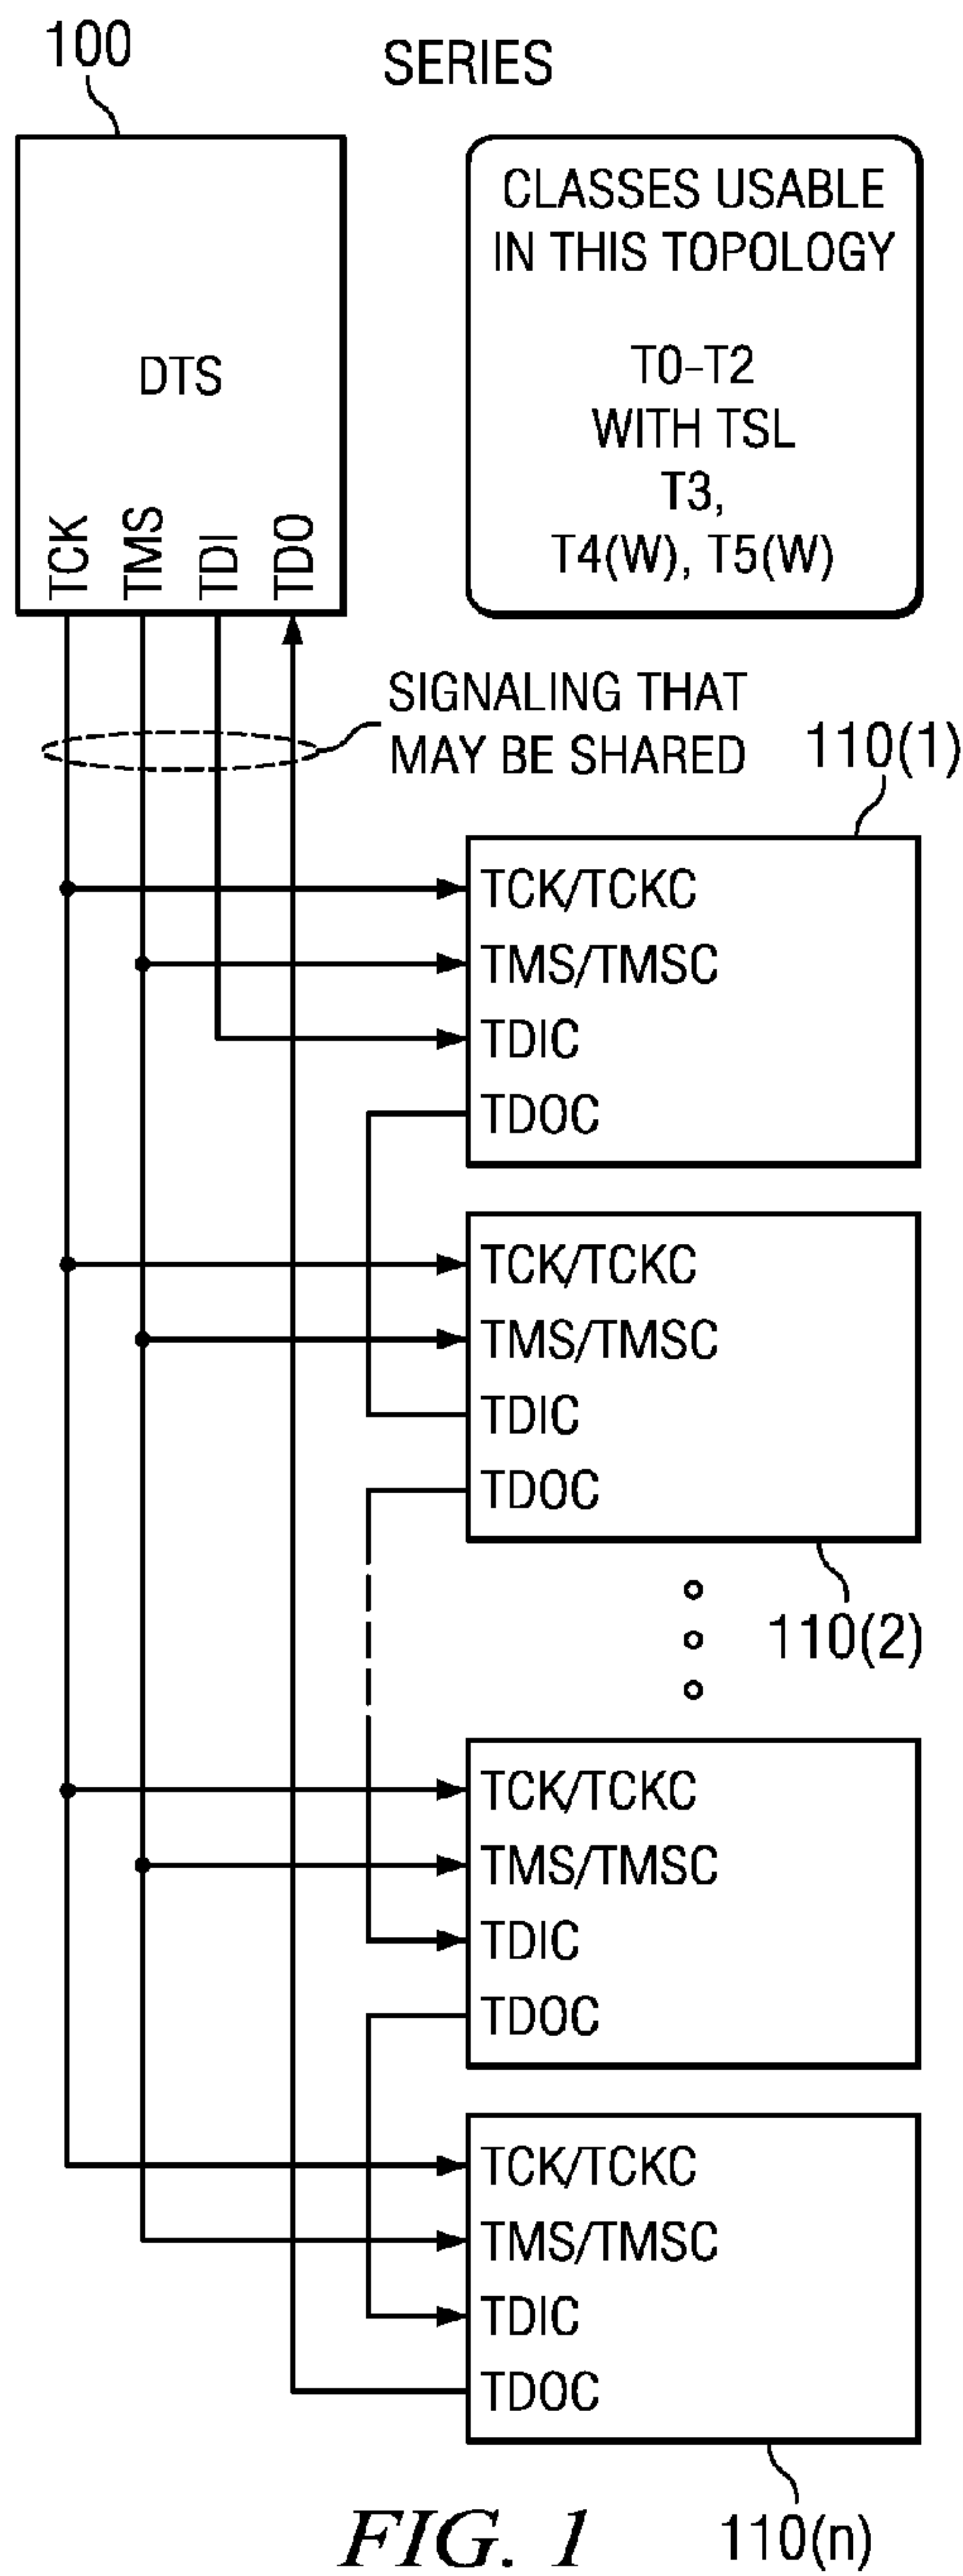 100
SERIES
CLASSES USABLE
IN THIS TOPOLOGY
T0-T2
WITH TSL
T3,
T4(W), T5(W)
DTS
TCK
TMS
TDI
TDO
SIGNALING THAT
MAY BE SHARED
110(1)
TCK/TCKC
TMS/TMSC
TDIC
TDOC
TCK/TCKC
TMS/TMSC
TDIC
TDOC
110(2)
TCK/TCKC
TMS/TMSC
TDIC
TDOC
TCK/TCKC
TMS/TMSC
TDIC
TDOC
110(n)
FIG. 1